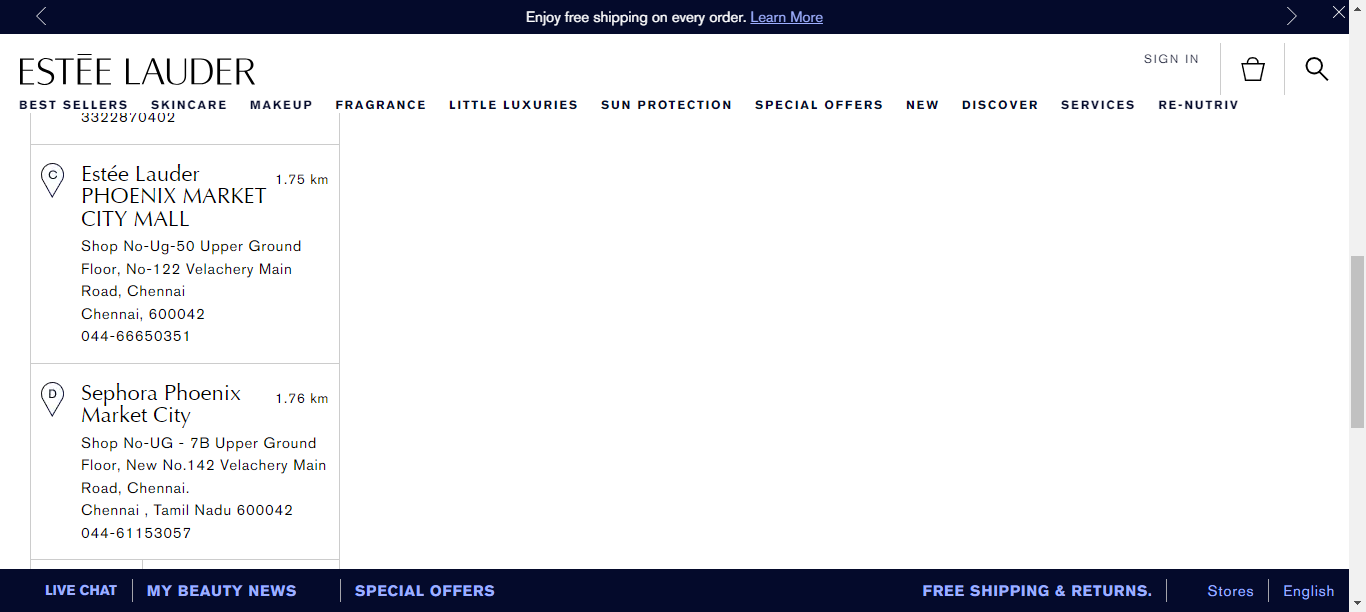 Enjoy free shipping on every order. Learn More
ESTĒE LAUDER
SIGN IN
BEST SELLERS SKINCARE MAKEUP FRAGRANCE LITTLE LUXURIES SUN PROTECTION SPECIAL OFFERS NEW DISCOVER SERVICES RE-NUTRIV
3322870402
C
Estée Lauder
PHOENIX MARKET
CITY MALL
1.75 km
Shop No-Ug-50 Upper Ground
Floor, No-122 Velachery Main
Road, Chennai
Chennai, 600042
044-66650351
D
Sephora Phoenix
Market City
1.76 km
Shop No-UG - 7B Upper Ground
Floor, New No.142 Velachery Main
Road, Chennai.
Chennai , Tamil Nadu 600042
044-61153057
LIVE CHAT MY BEAUTY NEWS SPECIAL OFFERS FREE SHIPPING & RETURNS. Stores English